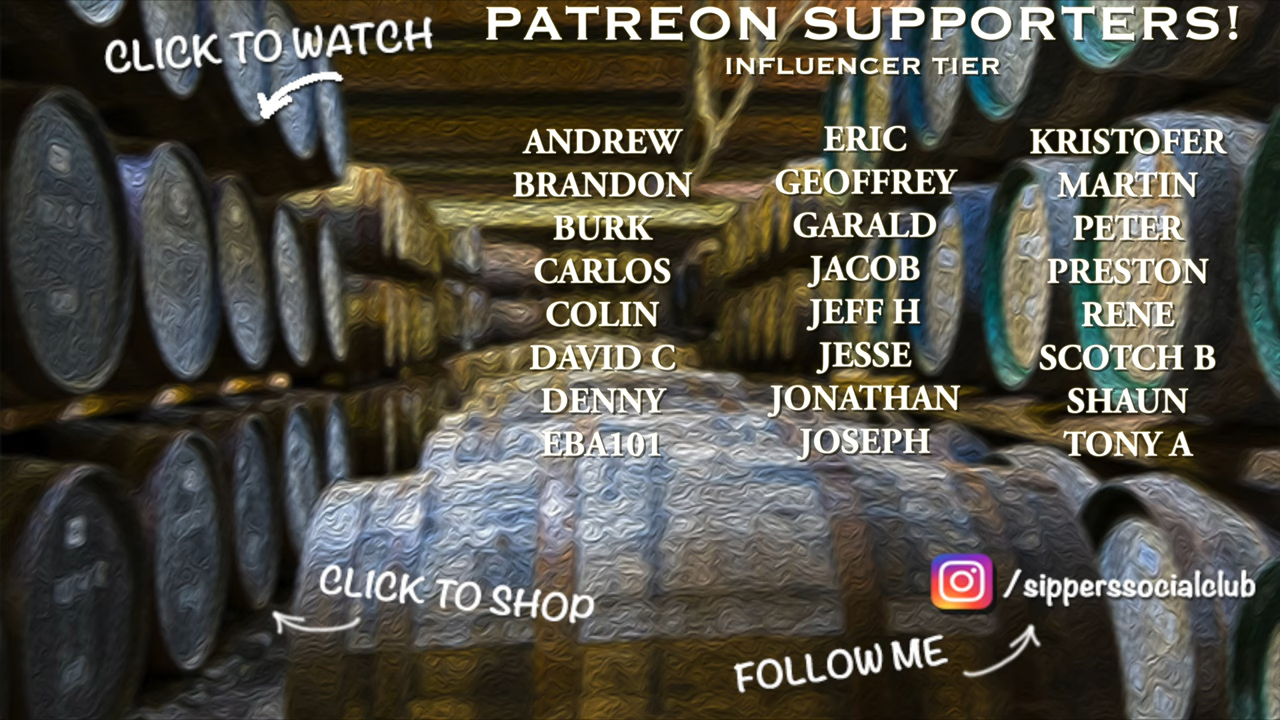 CLICK TO WATCH
PATREON SUPPORTERS!
INFLUENCER TIER
ANDREW
BRANDON
BURK
CARLOS
COLIN
DAVID C
DENNY
EBA101
ERIC
GEOFFREY
GARALD
JACOB
JEFF H
JESSE
JONATHAN
JOSEPH
KRISTOFER
MARTIN
PETER
PRESTON
RENE
SCOTCH B
SHAUN
TONY A
CLICK TO SHOP
/sipperssocialclub
FOLLOW ME